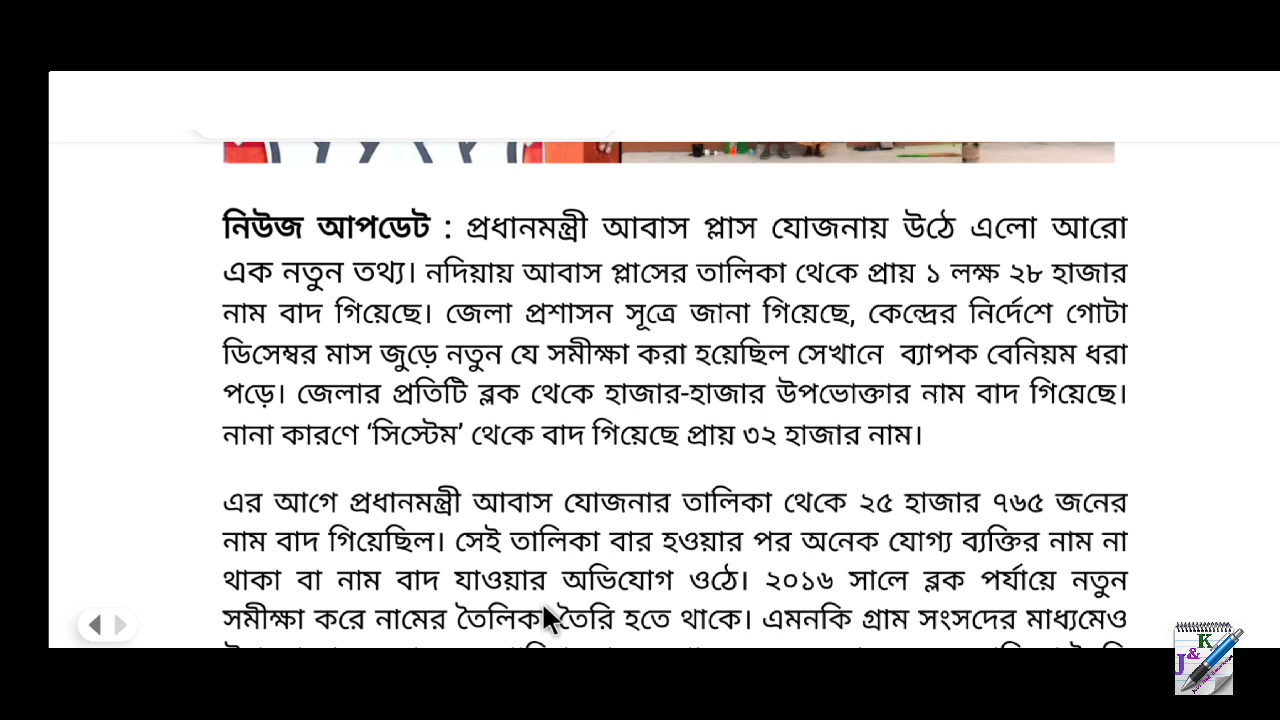 নিউজ আপডেট : প্রধানমন্ত্রী আবাস প্লাস যোজনায় উঠে এলো আরো
এক নতুন তথ্য। নদিয়ায় আবাস প্লাসের তালিকা থেকে প্রায় ১ লক্ষ ২৮ হাজার
নাম বাদ গিয়েছে। জেলা প্রশাসন সূত্রে জানা গিয়েছে, কেন্দ্রের নির্দেশে গোটা
ডিসেম্বর মাস জুড়ে নতুন যে সমীক্ষা করা হয়েছিল সেখানে ব্যাপক বেনিয়ম ধরা
পড়ে। জেলার প্রতিটি ব্লক থেকে হাজার-হাজার উপভোক্তার নাম বাদ গিয়েছে।
নানা কারণে ‘সিস্টেম’ থেকে বাদ গিয়েছে প্রায় ৩২ হাজার নাম।
এর আগে প্রধানমন্ত্রী আবাস যোজনার তালিকা থেকে ২৫ হাজার ৭৬৫ জনের
নাম বাদ গিয়েছিল। সেই তালিকা বার হওয়ার পর অনেক যোগ্য ব্যক্তির নাম না
থাকা বা নাম বাদ যাওয়ার অভিযোগ ওঠে। ২০১৬ সালে ব্লক পর্যায়ে নতুন
সমীক্ষা করে নামের তৈলিকা তৈরি হতে থাকে। এমনকি গ্রাম সংসদের মাধ্যমেও
J&K